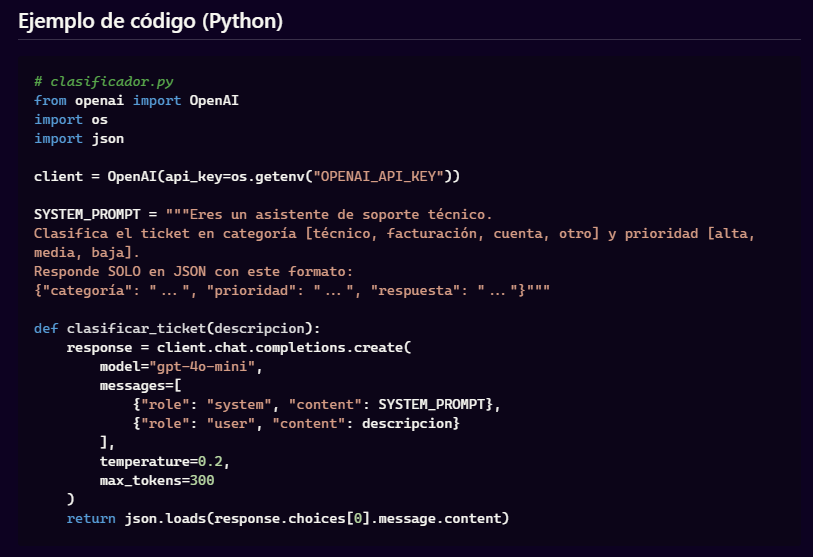 Ejemplo de código (Python)
# clasificador.py
from openai import OpenAI
import os
import json
client = OpenAI(api_key=os.getenv("OPENAI_API_KEY"))
SYSTEM_PROMPT = """Eres un asistente de soporte técnico.
Clasifica el ticket en categoría [técnico, facturación, cuenta, otro] y prioridad [alta,
media, baja].
Responde SOLO en JSON con este formato:
{"categoría": "...", "prioridad": "...", "respuesta": "..."}"""
def clasificar_ticket(descripcion):
    response = client.chat.completions.create(
        model="gpt-4o-mini",
        messages=[
            {"role": "system", "content": SYSTEM_PROMPT},
            {"role": "user", "content": descripcion}
        ],
        temperature=0.2,
        max_tokens=300
    )
    return json.loads(response.choices[0].message.content)